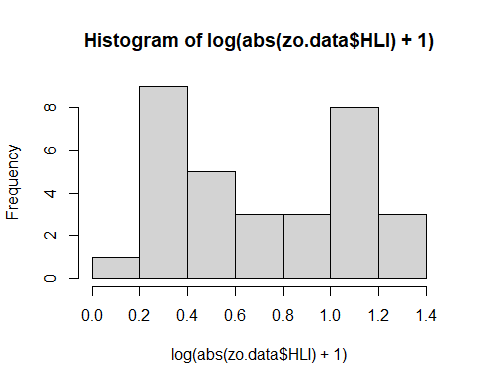 Histogram of log(abs(zo.data$HLI) + 1)
Frequency
8
6
4
2
0
0.0 0.2 0.4 0.6 0.8 1.0 1.2 1.4
log(abs(zo.data$HLI) + 1)